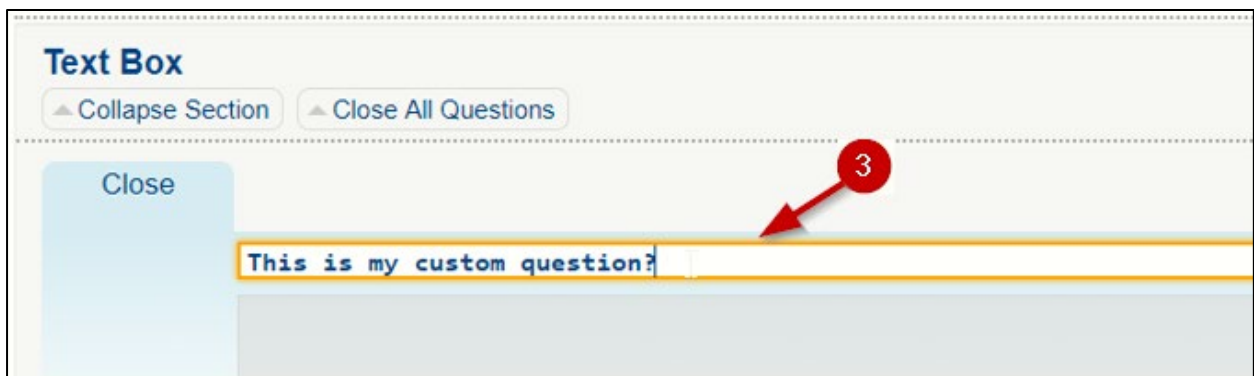 Text Box
Collapse Section Close All Questions
Close
3
This is my custom question?